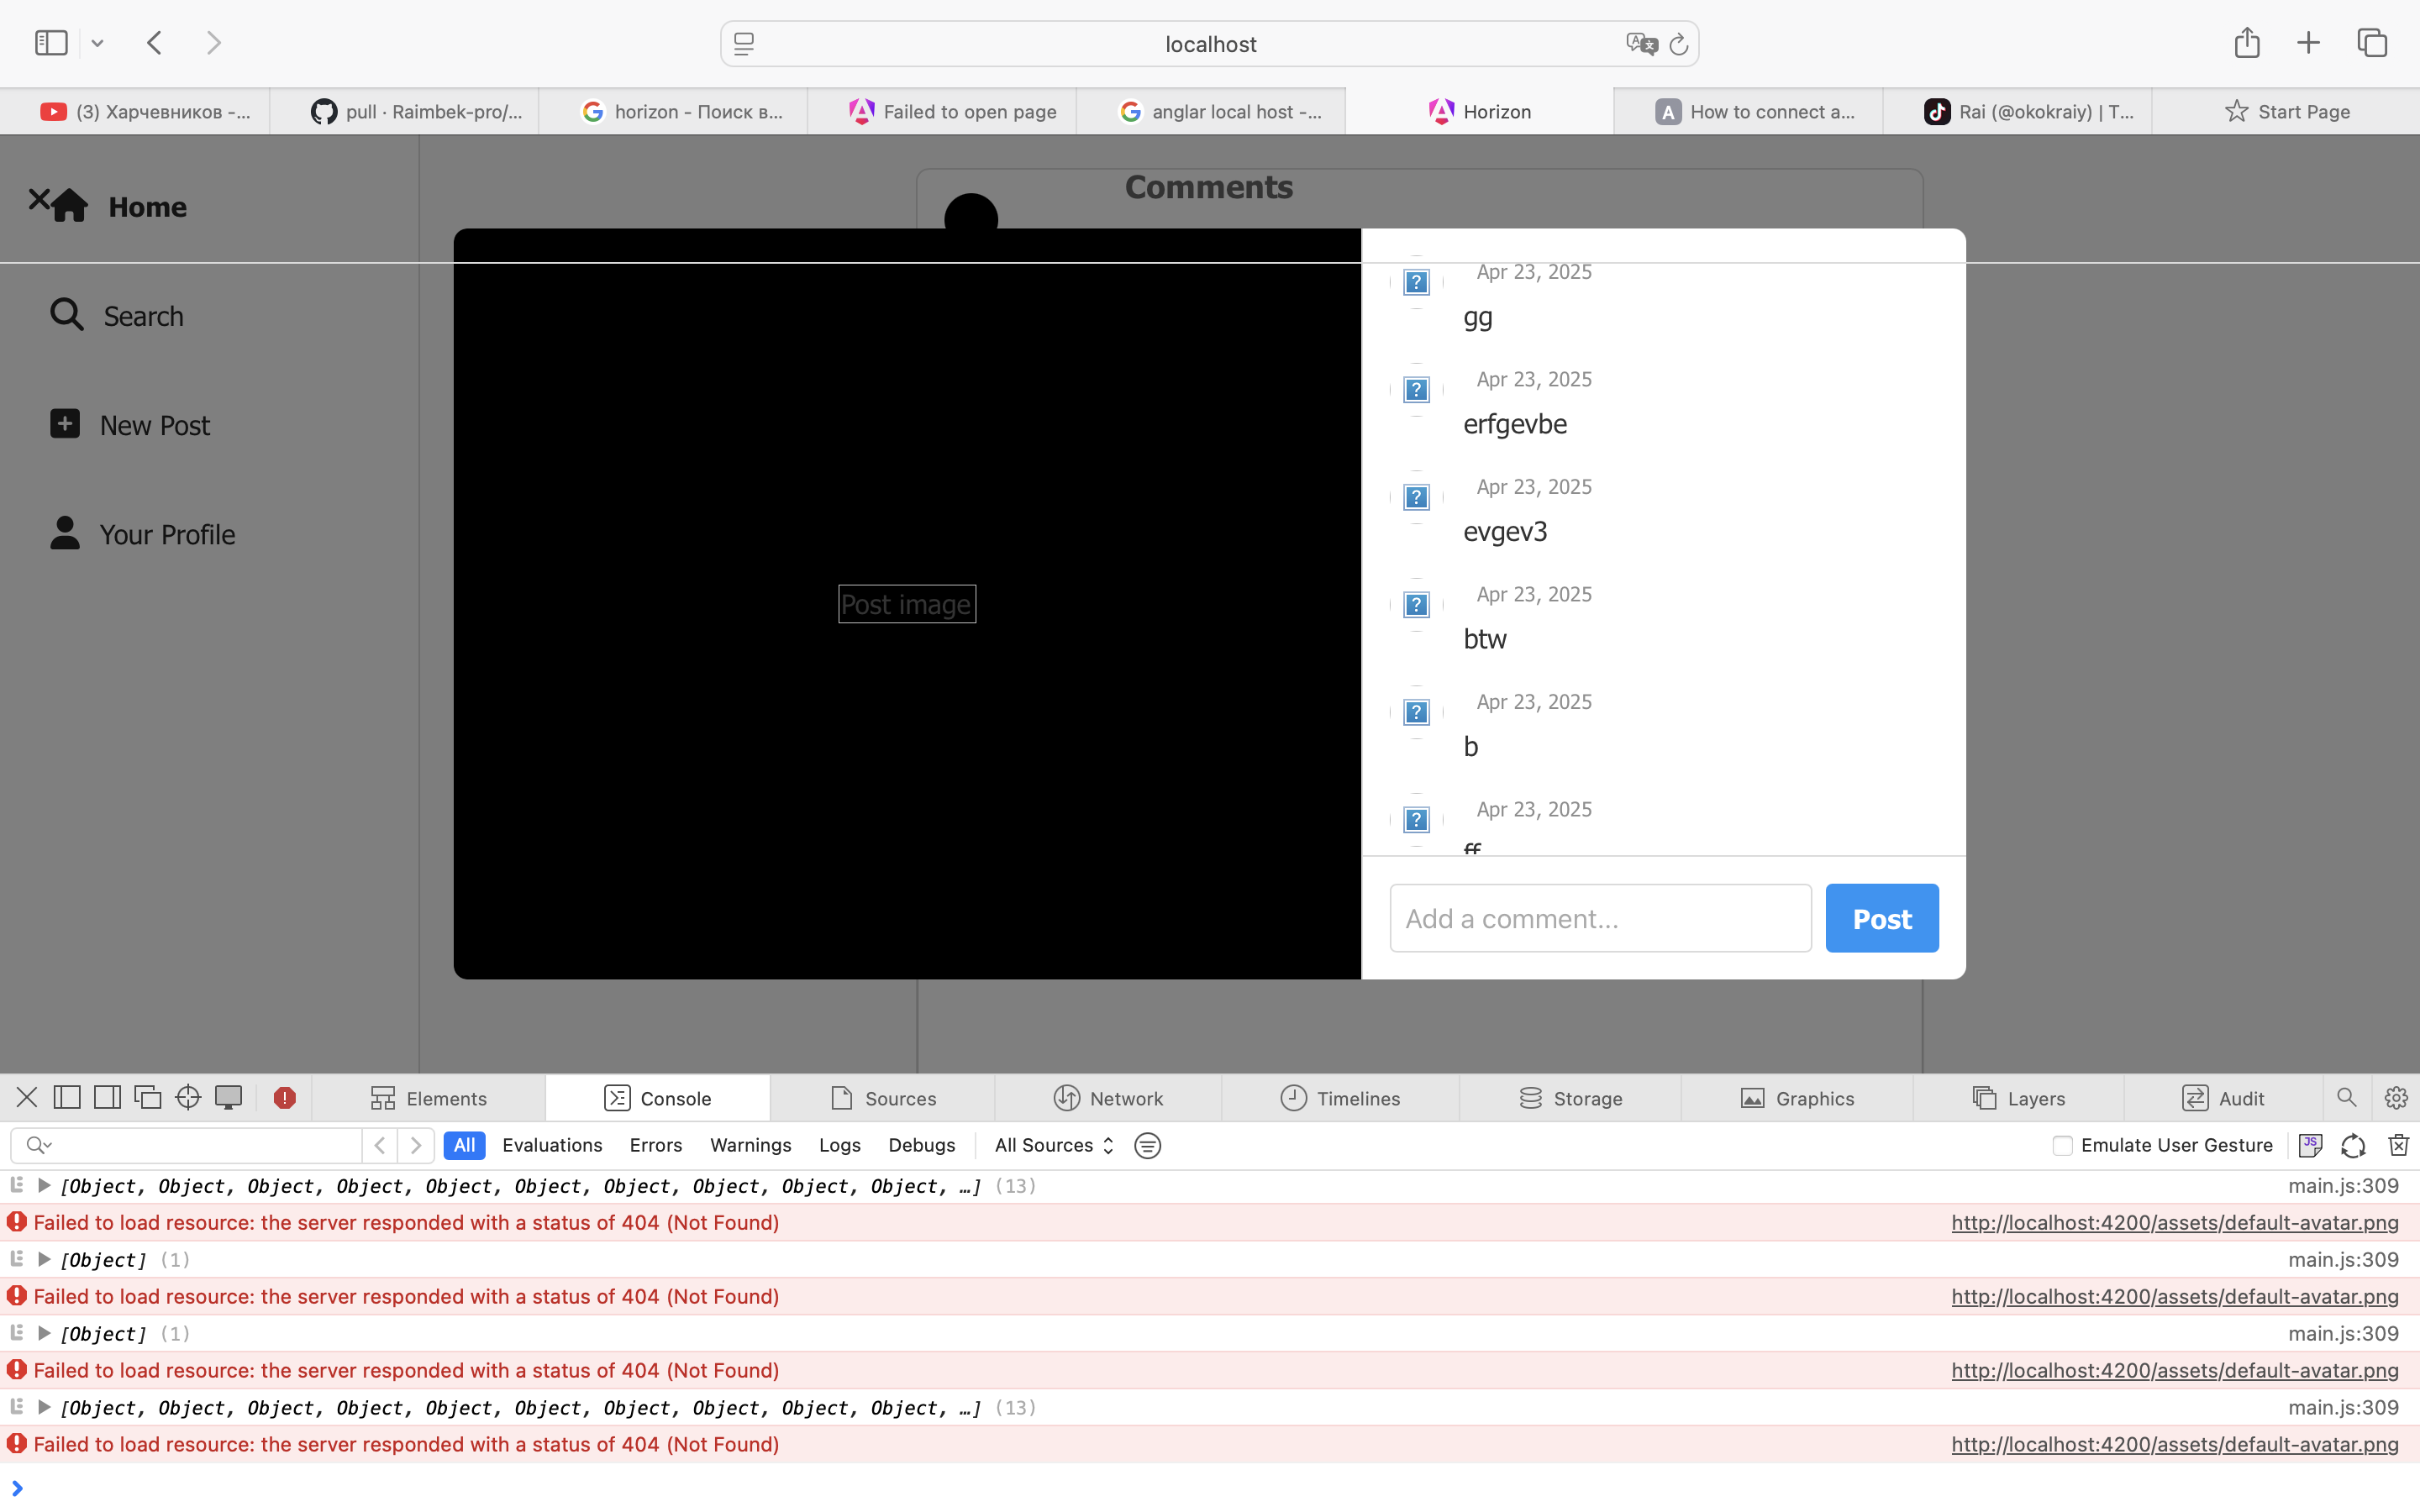 localhost
(3) Харчевников -...
pull · Raimbek-pro/...
horizon - Поиск в...
Failed to open page
anglar local host -...
Horizon
A How to connect a...
Rai (@okokraiy) | T...
Start Page
Home
Comments
Search
New Post
Your Profile
Post image
Apr 23, 2025
gg
Apr 23, 2025
erfgevbe
Apr 23, 2025
evgev3
Apr 23, 2025
btw
Apr 23, 2025
b
Apr 23, 2025
ff
Add a comment...
Post
Elements
Console
Sources
Network
Timelines
Storage
Graphics
Layers
Audit
All
Evaluations
Errors
Warnings
Logs
Debugs
All Sources
Emulate User Gesture
[Object, Object, Object, Object, Object, Object, Object, Object, Object, Object, …] (13) main.js:309
Failed to load resource: the server responded with a status of 404 (Not Found) http://localhost:4200/assets/default-avatar.png
[Object] (1) main.js:309
Failed to load resource: the server responded with a status of 404 (Not Found) http://localhost:4200/assets/default-avatar.png
[Object] (1) main.js:309
Failed to load resource: the server responded with a status of 404 (Not Found) http://localhost:4200/assets/default-avatar.png
[Object, Object, Object, Object, Object, Object, Object, Object, Object, Object, …] (13) main.js:309
Failed to load resource: the server responded with a status of 404 (Not Found) http://localhost:4200/assets/default-avatar.png